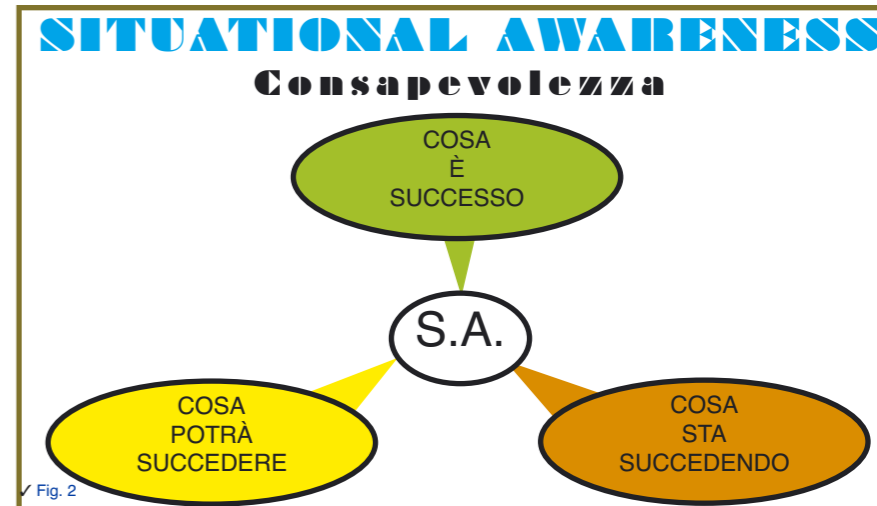 SITUATIONAL AWARENESS
Consapevolezza
COSA
È
SUCCESSO
S.A.
COSA
POTRÀ
SUCCEDERE
COSA
STA
SUCCEDENDO
✓ Fig. 2